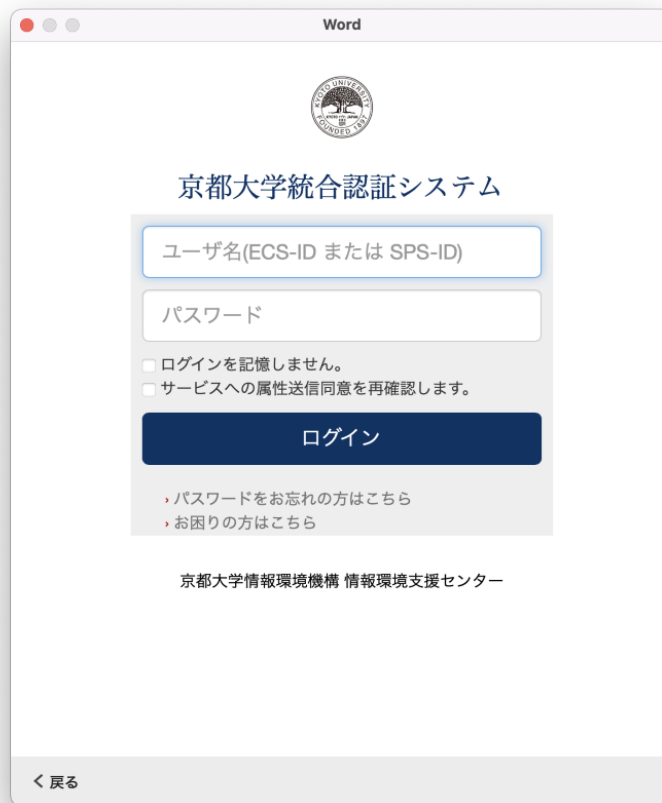 Word
KYOTO UNIVERSITY
FOUNDED 1897
京都大学統合認証システム
ユーザ名(ECS-ID または SPS-ID)
パスワード
ログインを記憶しません。
サービスへの属性送信同意を再確認します。
ログイン
› パスワードをお忘れの方はこちら
› お困りの方はこちら
京都大学情報環境機構 情報環境支援センター
戻る